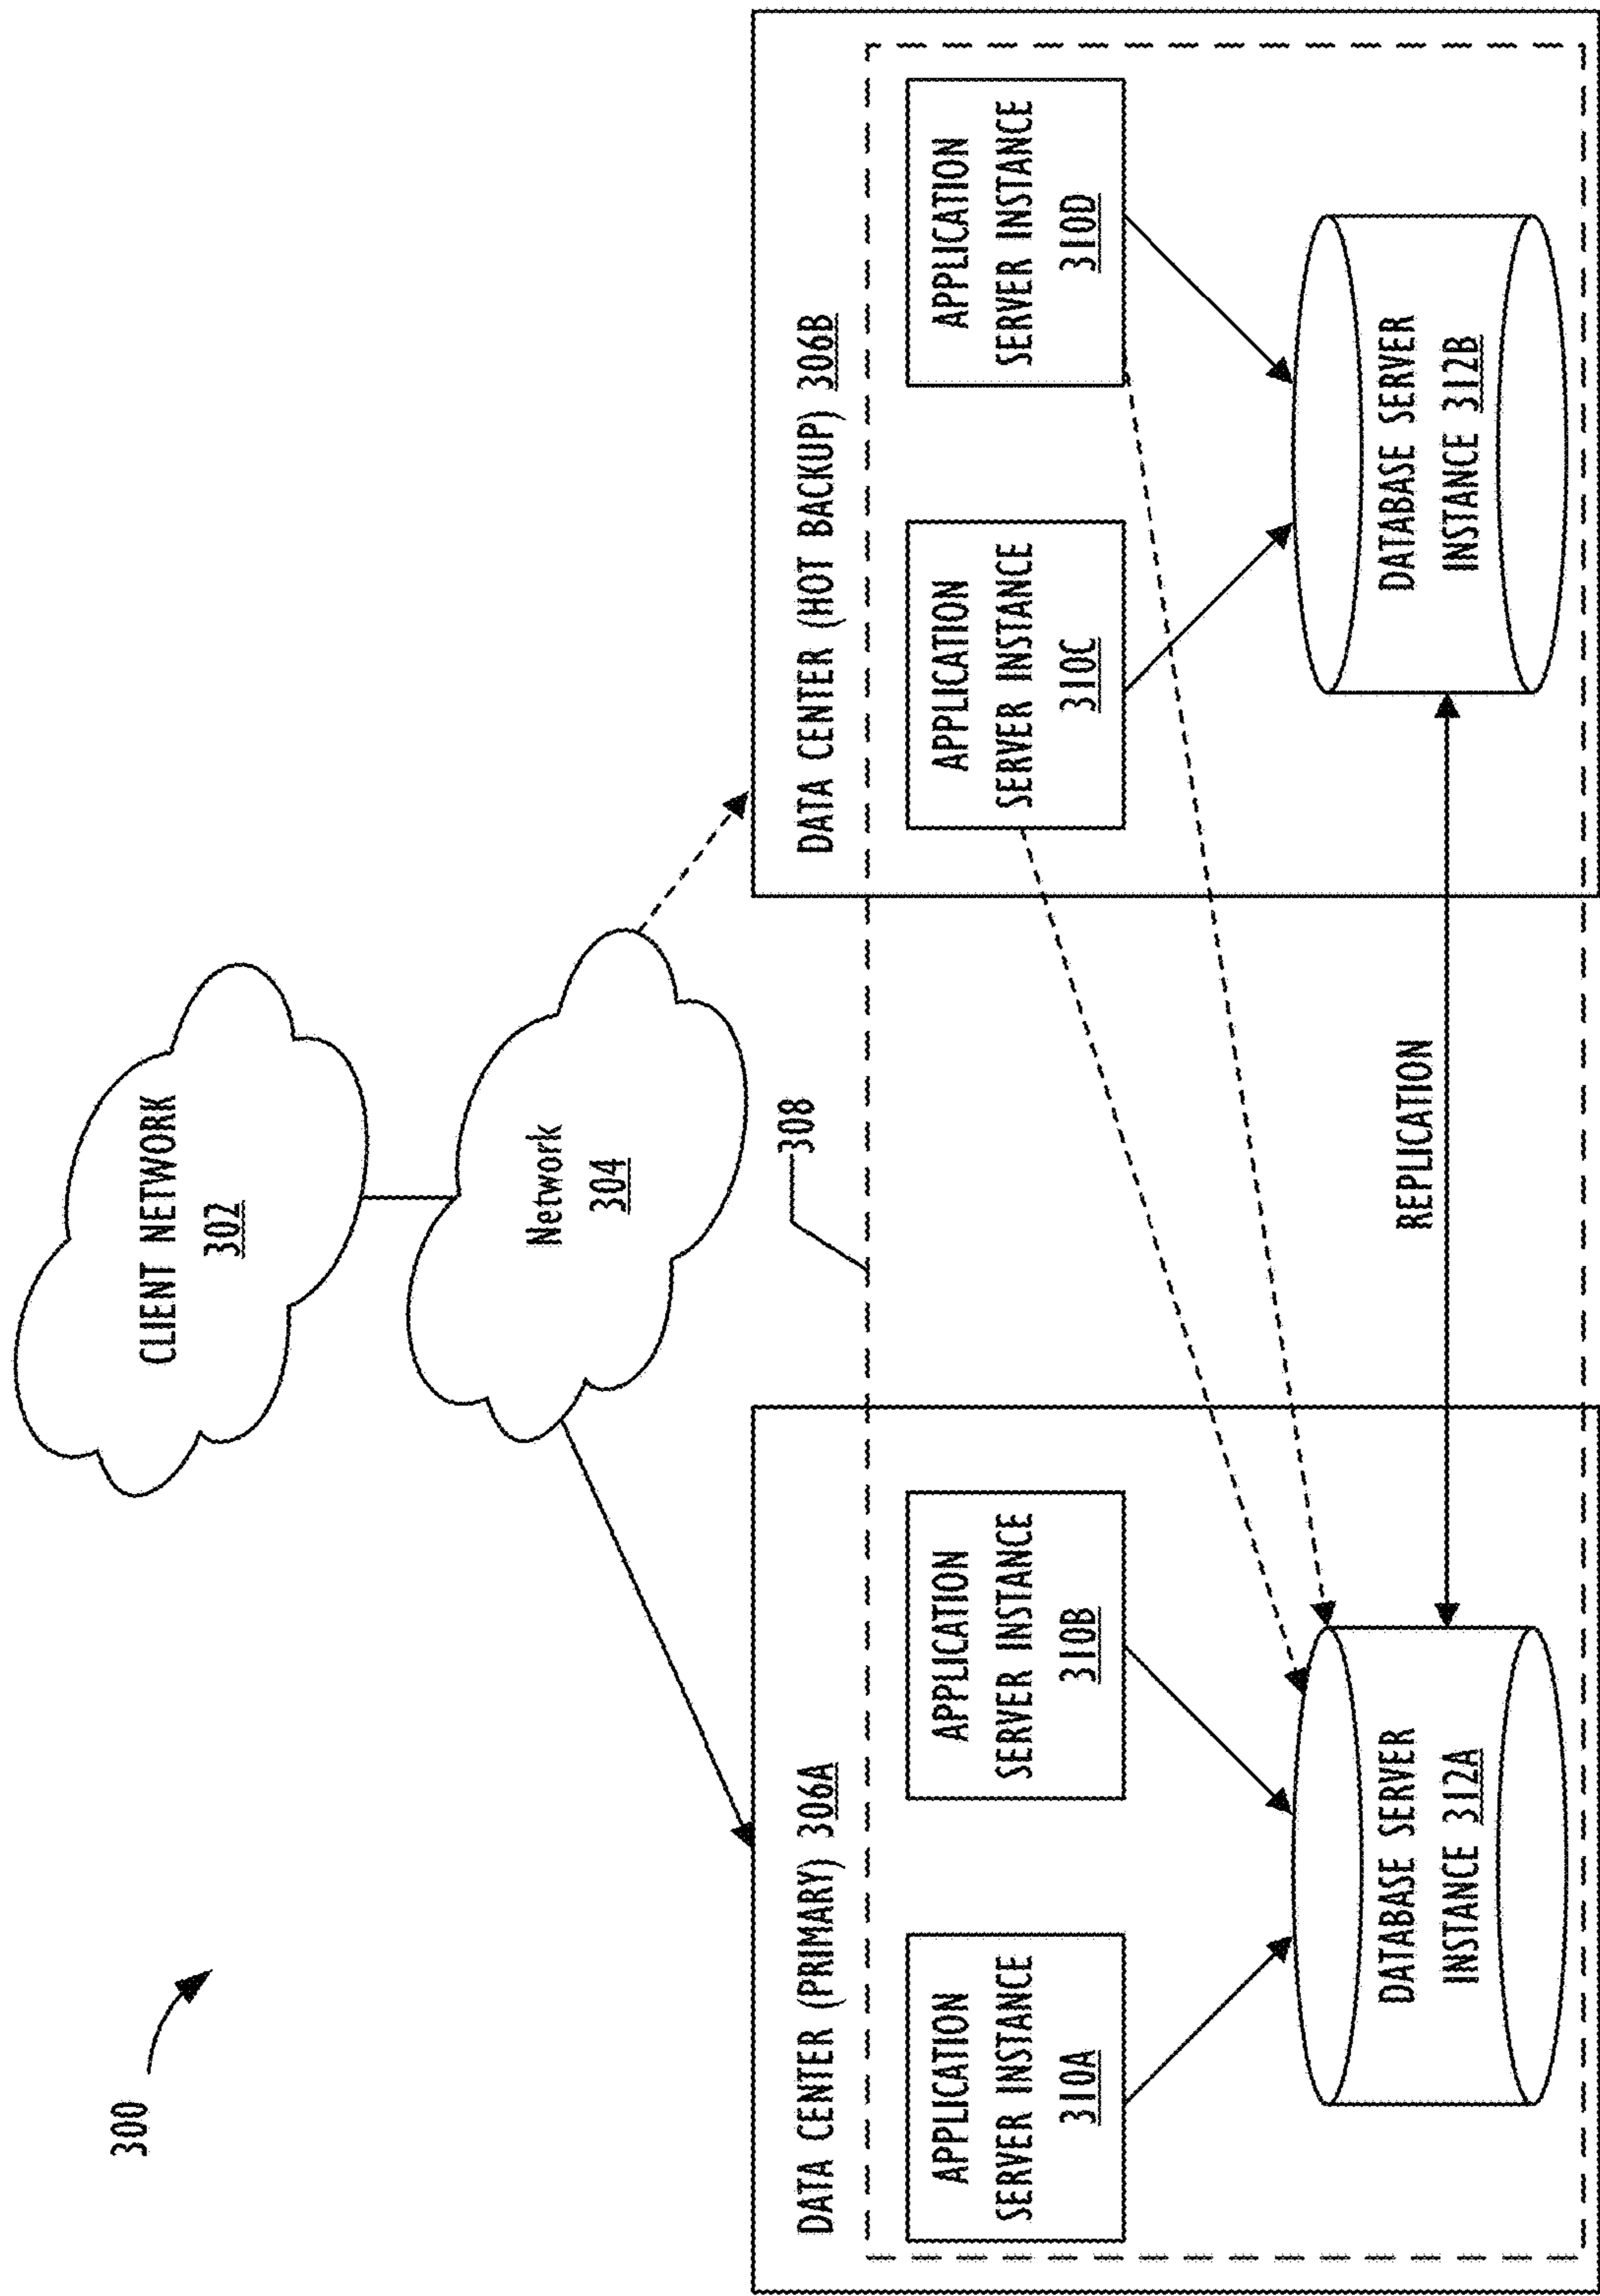 300
CLIENT NETWORK
302
Network
304
308
DATA CENTER (PRIMARY) 306A
APPLICATION
SERVER INSTANCE
310A
APPLICATION
SERVER INSTANCE
310B
DATABASE SERVER
INSTANCE 312A
REPLICATION
DATA CENTER (HOT BACKUP) 306B
APPLICATION
SERVER INSTANCE
310C
APPLICATION
SERVER INSTANCE
310D
DATABASE SERVER
INSTANCE 312B